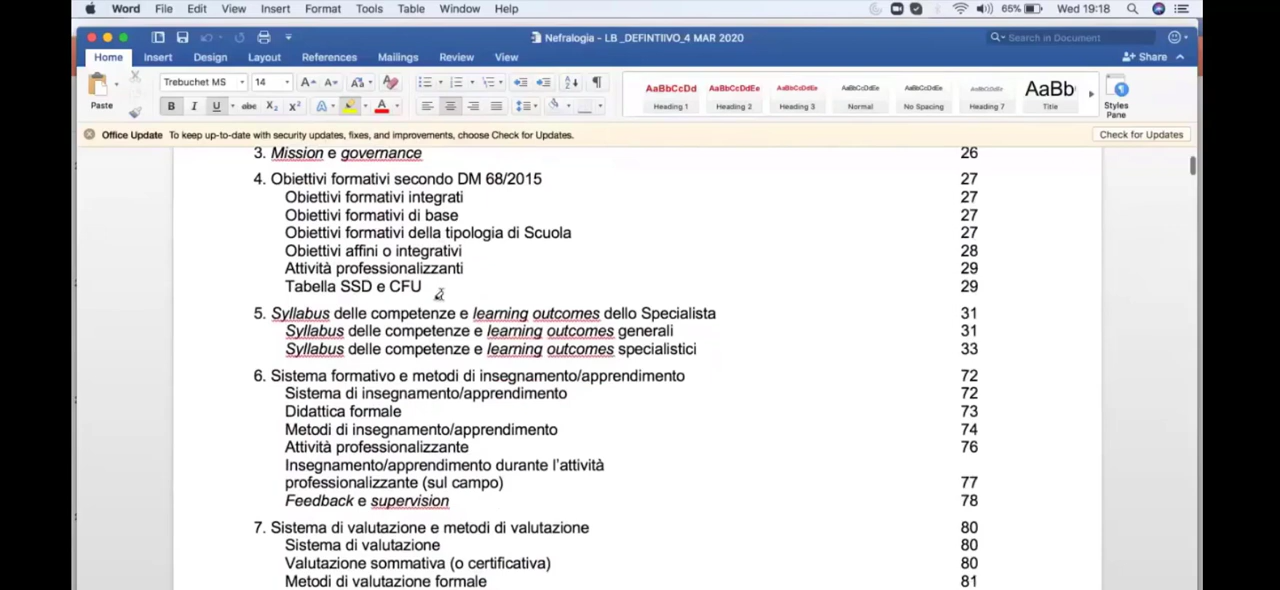 Word File Edit View Insert Format Tools Table Window Help 65% Wed 19:18
Nefralogia - LB _DEFINTIIVO_4 MAR 2020 Search in Document
Home Insert Design Layout References Mailings Review View Share
Paste Trebuchet MS 14 A A Aa A
B I U abc X2 X2 A A
AaBbCcDd AaBbCcDdEe AaBbCcDdEe AaBbCcDdEe AaBbCcDdEe AaBbCcDdEe AaBb
Heading 1 Heading 2 Heading 3 Normal No Spacing Heading 7 Title Styles Pane
Office Update To keep up-to-date with security updates, fixes, and improvements, choose Check for Updates. Check for Updates
3. Mission e governance 26
4. Obiettivi formativi secondo DM 68/2015 27
Obiettivi formativi integrati 27
Obiettivi formativi di base 27
Obiettivi formativi della tipologia di Scuola 27
Obiettivi affini o integrativi 28
Attività professionalizzanti 29
Tabella SSD e CFU 29
5. Syllabus delle competenze e learning outcomes dello Specialista 31
Syllabus delle competenze e learning outcomes generali 31
Syllabus delle competenze e learning outcomes specialistici 33
6. Sistema formativo e metodi di insegnamento/apprendimento 72
Sistema di insegnamento/apprendimento 72
Didattica formale 73
Metodi di insegnamento/apprendimento 74
Attività professionalizzante 76
Insegnamento/apprendimento durante l'attività
professionalizzante (sul campo) 77
Feedback e supervision 78
7. Sistema di valutazione e metodi di valutazione 80
Sistema di valutazione 80
Valutazione sommativa (o certificativa) 80
Metodi di valutazione formale 81